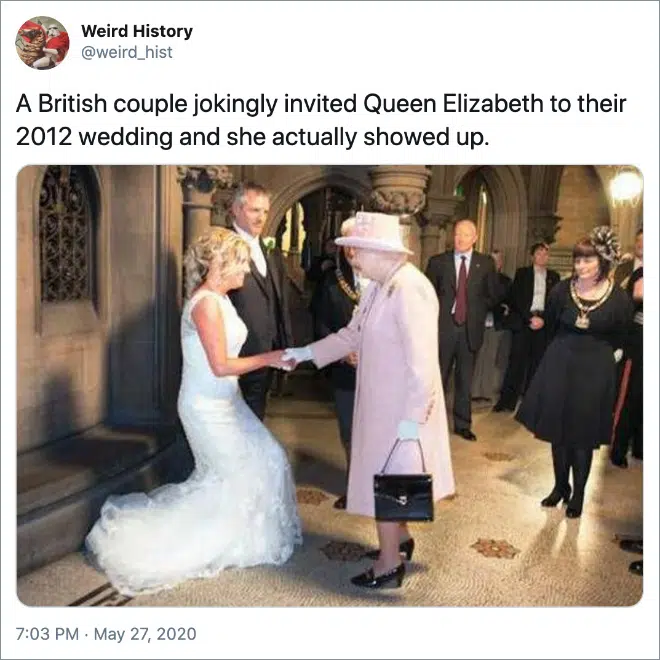 Weird History
@weird_hist
A British couple jokingly invited Queen Elizabeth to their
2012 wedding and she actually showed up.
7:03 PM · May 27, 2020